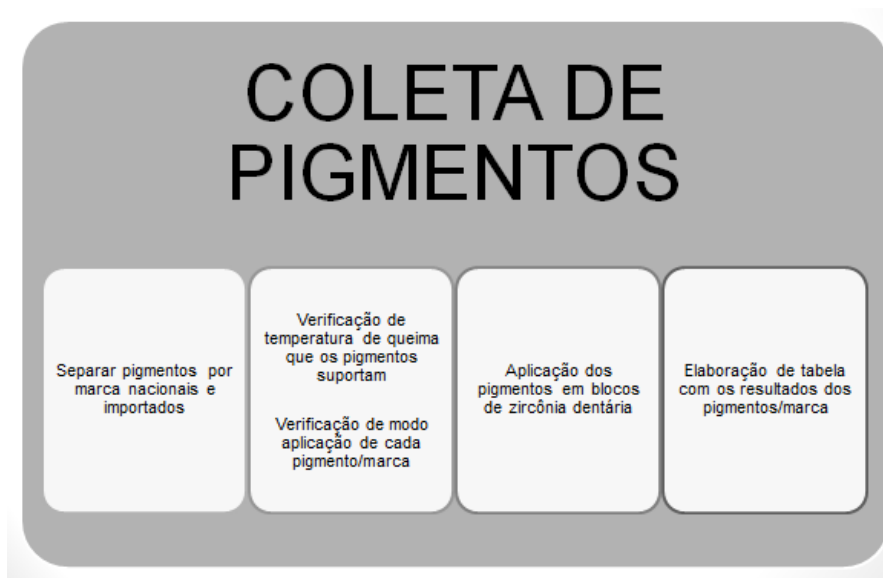 COLETA DE
PIGMENTOS
Separar pigmentos por
marca nacionais e
importados
Verificação de
temperatura de queima
que os pigmentos
suportam
Verificação de modo
aplicação de cada
pigmento/marca
Aplicação dos
pigmentos em blocos
de zircônia dentária
Elaboração de tabela
com os resultados dos
pigmentos/marca